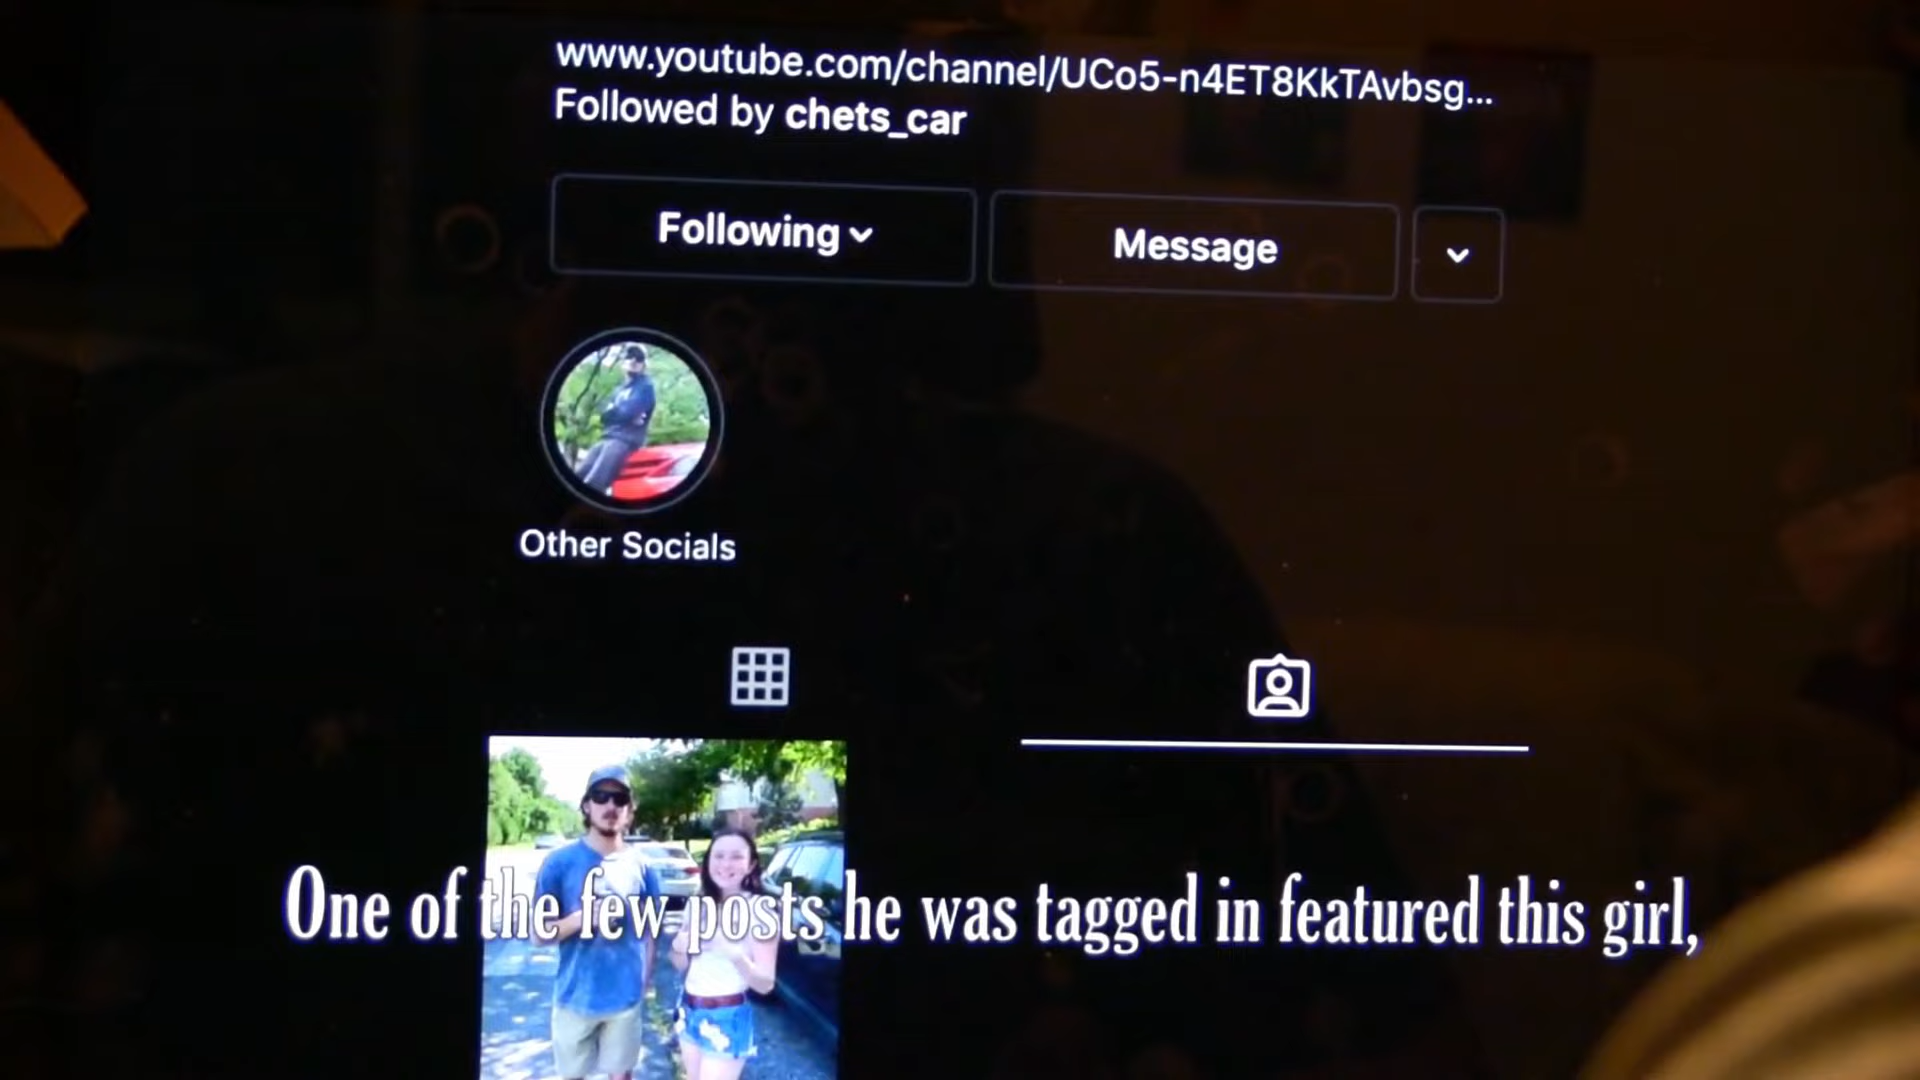 www.youtube.com/channel/UCo5-n4ET8KkTAvbsg...
Followed by chets_car
Following
Message
Other Socials
One of the few posts he was tagged in featured this girl,